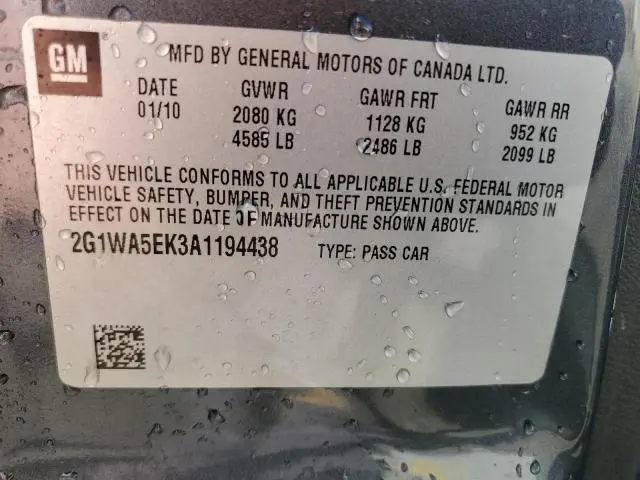 GM
MFD BY GENERAL MOTORS OF CANADA LTD.
DATE GVWR GAWR FRT GAWR RR
01/10 2080 KG 1128 KG 952 KG
4585 LB 2486 LB 2099 LB
THIS VEHICLE CONFORMS TO ALL APPLICABLE U.S. FEDERAL MOTOR
VEHICLE SAFETY, BUMPER, AND THEFT PREVENTION STANDARDS IN
EFFECT ON THE DATE OF MANUFACTURE SHOWN ABOVE.
2G1WA5EK3A1194438 TYPE: PASS CAR